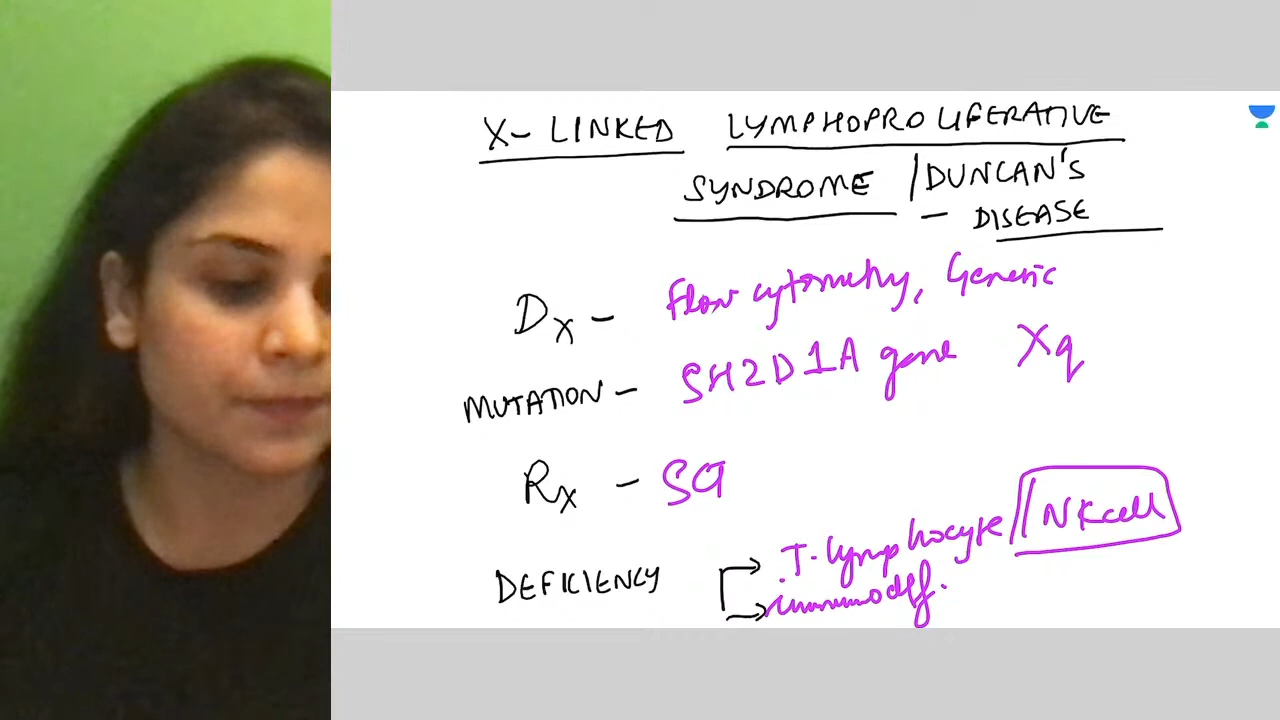 X- LINKED LYMPHOPROLIFERATIVE
SYNDROME / DUNCAN'S
- DISEASE
Dx - Flow cytometry, Genetic
MUTATION - SH2D1A gene Xq
Rx - SCT
DEFICIENCY T-lymphocyte / NK cell
immunodef.